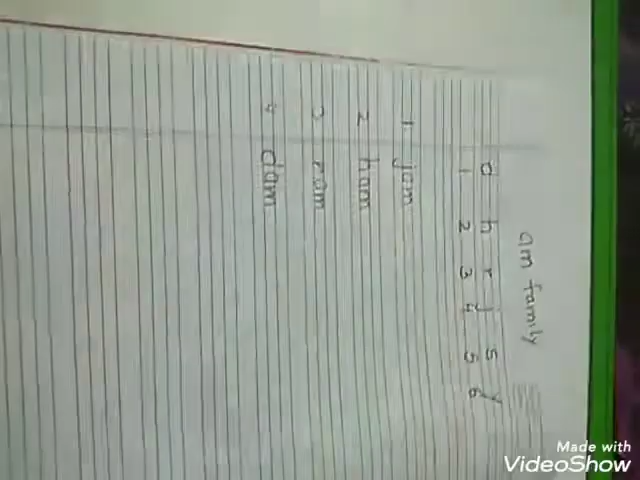 am family
d h r j s y
1 2 3 4 5 6
1 jam
2 ham
3 ram
4 dam
Made with
VideoShow